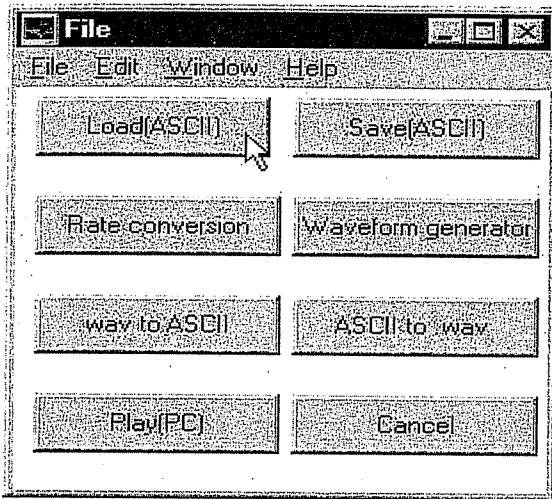 File
File Edit Window Help
Load(ASCII) Save(ASCII)
Rate conversion Waveform generator
wav to ASCII ASCII to wav
Play(PC) Cancel